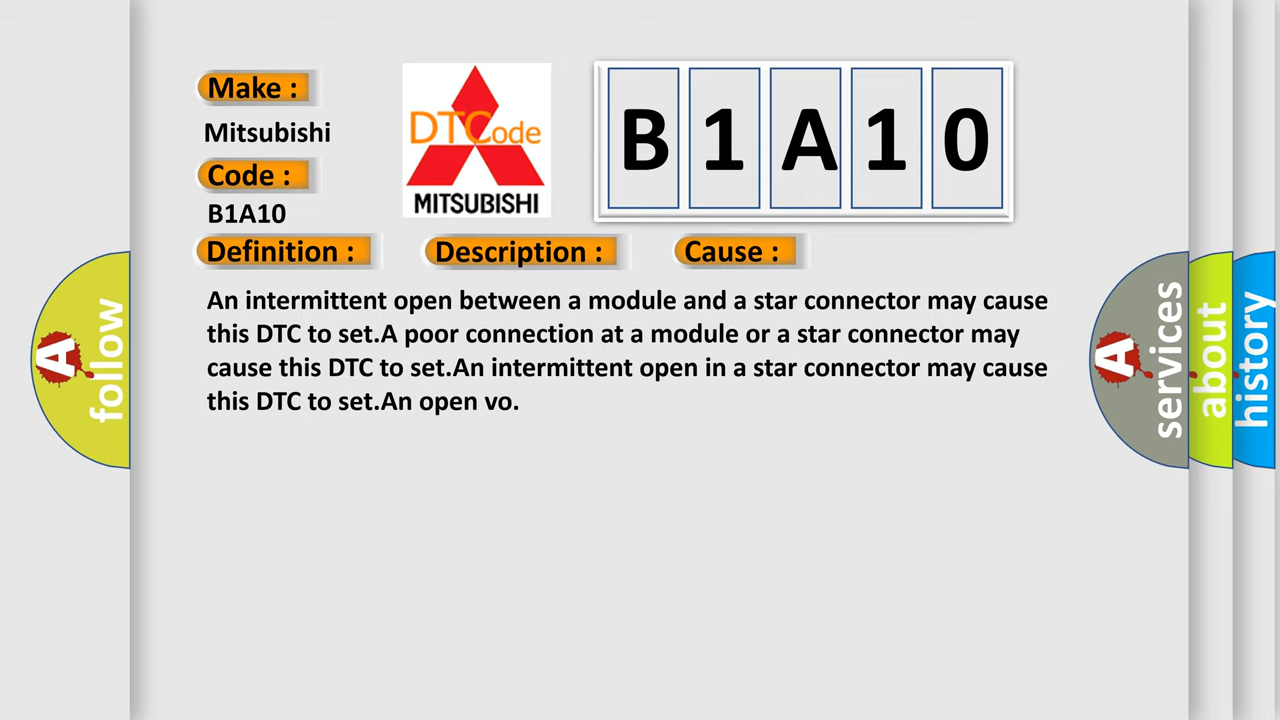 Make :
Mitsubishi
Code :
B1A10
DTCode
MITSUBISHI
B1A10
Definition :
Description :
Cause :
An intermittent open between a module and a star connector may cause
this DTC to set.A poor connection at a module or a star connector may
cause this DTC to set.An intermittent open in a star connector may cause
this DTC to set.An open vo.
A follow
A services
about
history